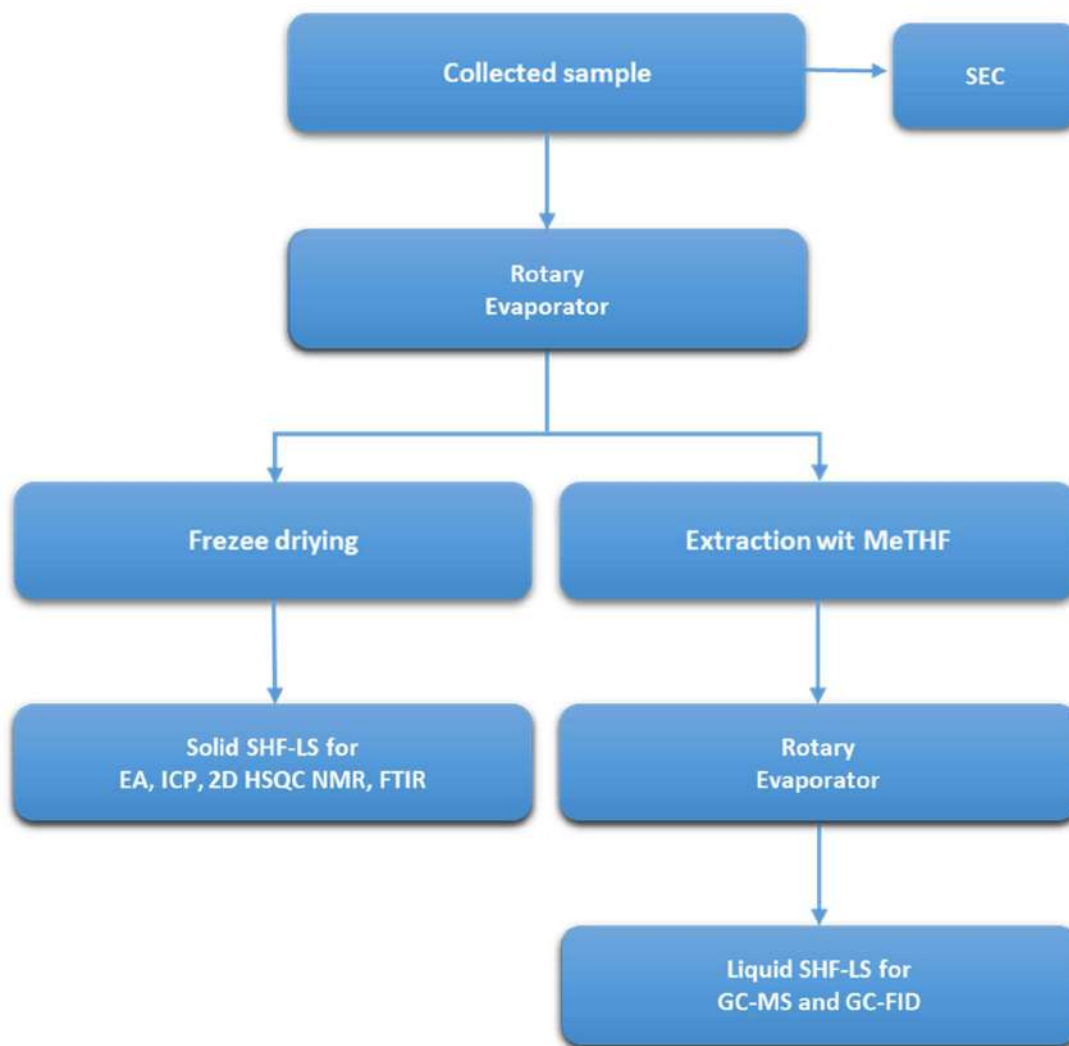 Collected sample
SEC
Rotary
Evaporator
Frezee driying
Extraction wit MeTHF
Solid SHF-LS for
EA, ICP, 2D HSQC NMR, FTIR
Rotary
Evaporator
Liquid SHF-LS for
GC-MS and GC-FID